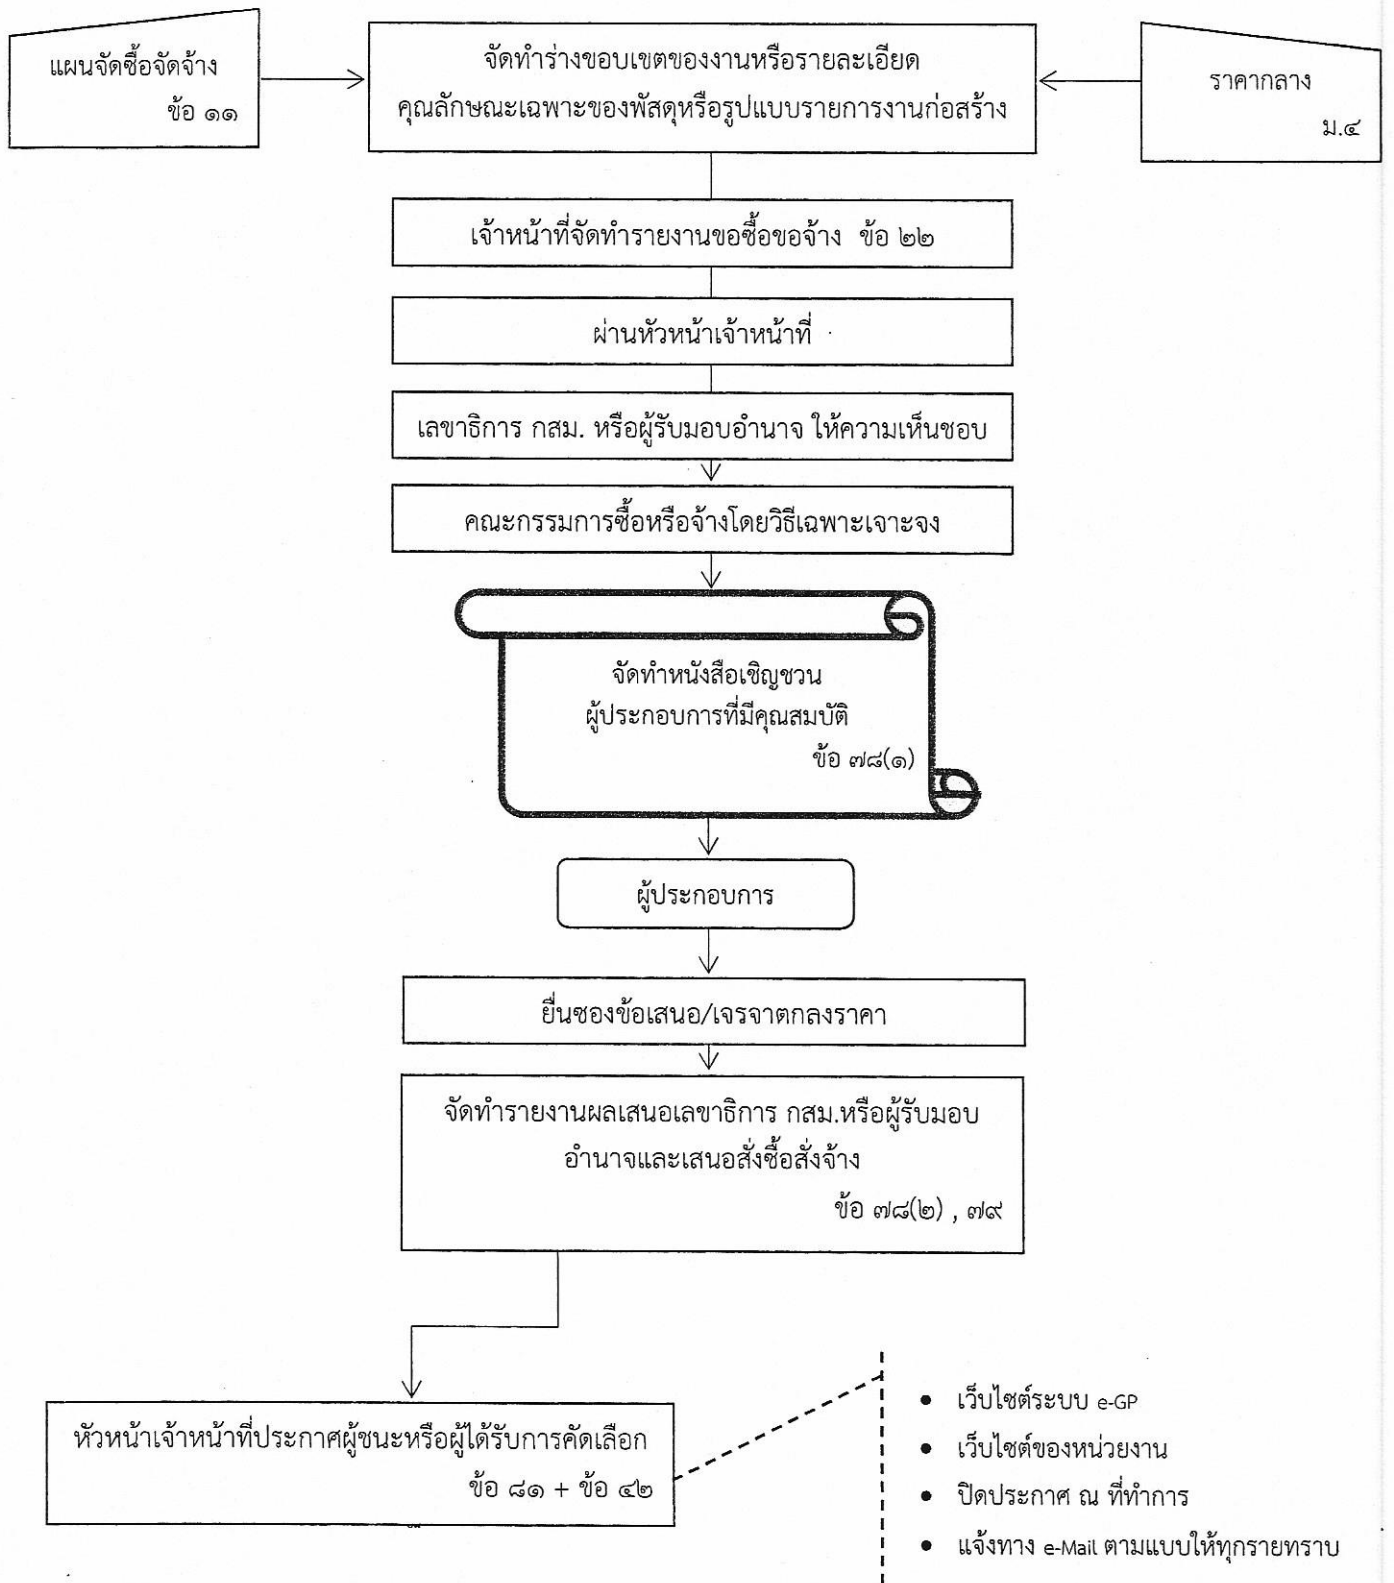 แผนจัดซื้อจัดจ้าง
ข้อ ๑๑
จัดทำร่างขอบเขตของงานหรือรายละเอียด
คุณลักษณะเฉพาะของพัสดุหรือรูปแบบรายการงานก่อสร้าง
ราคากลาง
ม.๔
เจ้าหน้าที่จัดทำรายงานขอซื้อขอจ้าง ข้อ ๒๒
ผ่านหัวหน้าเจ้าหน้าที่
เลขาธิการ กสม. หรือผู้รับมอบอำนาจ ให้ความเห็นชอบ
คณะกรรมการซื้อหรือจ้างโดยวิธีเฉพาะเจาะจง
จัดทำหนังสือเชิญชวน
ผู้ประกอบการที่มีคุณสมบัติ
ข้อ ๗๘(๑)
ผู้ประกอบการ
ยื่นซองข้อเสนอ/เจรจาตกลงราคา
จัดทำรายงานผลเสนอเลขาธิการ กสม.หรือผู้รับมอบ
อำนาจและเสนอสั่งซื้อสั่งจ้าง
ข้อ ๗๘(๒) , ๗๙
หัวหน้าเจ้าหน้าที่ประกาศผู้ชนะหรือผู้ได้รับการคัดเลือก
ข้อ ๘๑ + ข้อ ๔๒
• เว็บไซต์ระบบ e-GP
• เว็บไซต์ของหน่วยงาน
• ปิดประกาศ ณ ที่ทำการ
• แจ้งทาง e-Mail ตามแบบให้ทุกรายทราบ